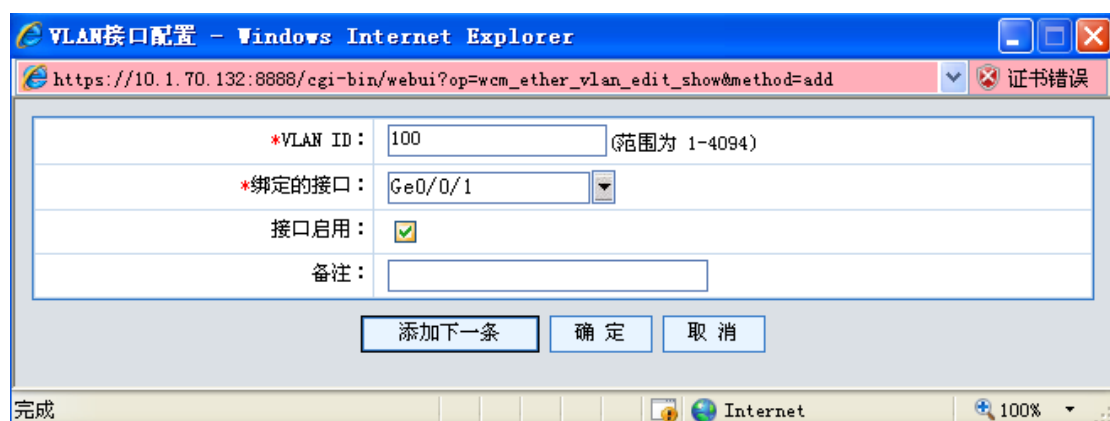 VLAN接口配置 - Windows Internet Explorer
https://10.1.70.132:8888/cgi-bin/webui?op=wcm_ether_vlan_edit_show&method=add 证书错误
*VLAN ID： 100 (范围为 1-4094)
*绑定的接口： Ge0/0/1
接口启用：
备注：
添加下一条 确 定 取 消
完成 Internet 100%